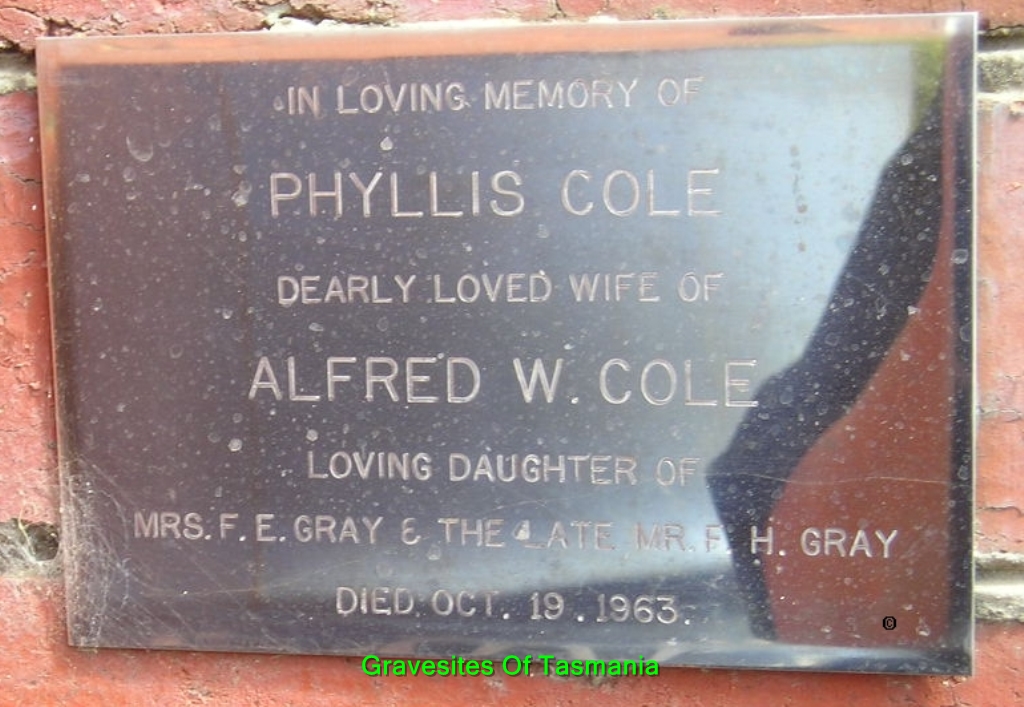 IN LOVING MEMORY OF
PHYLLIS COLE
DEARLY LOVED WIFE OF
ALFRED W. COLE
LOVING DAUGHTER OF
MRS. F. E. GRAY & THE LATE MR. F. H. GRAY
DIED OCT. 19. 1963.
©
Gravesites Of Tasmania